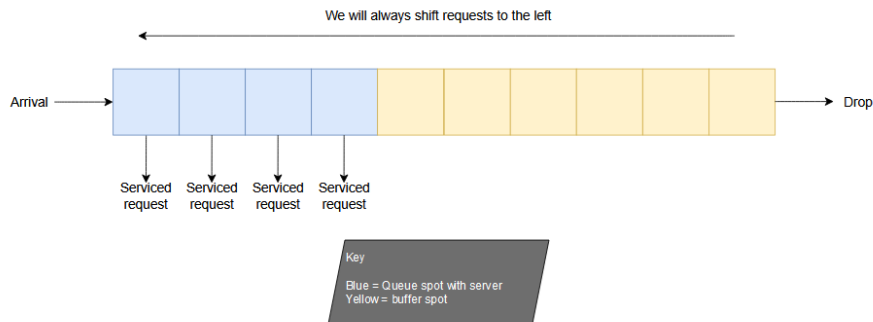 We will always shift requests to the left
Arrival
Drop
Serviced
request
Serviced
request
Serviced
request
Serviced
request
Key
Blue = Queue spot with server
Yellow = buffer spot